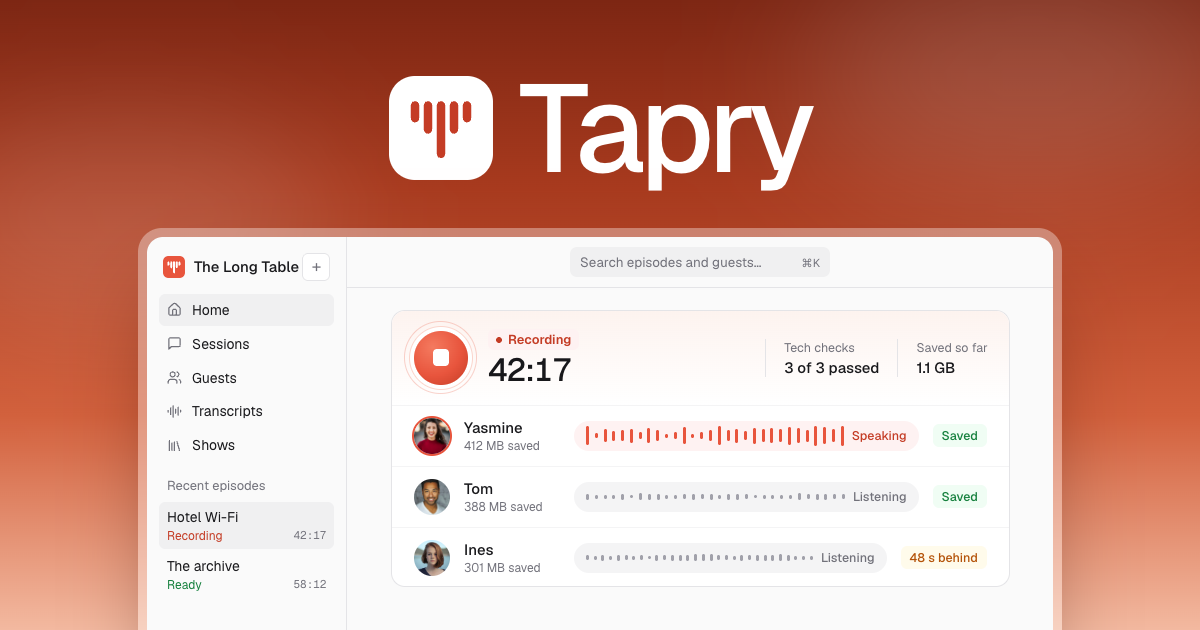 Tapry
The Long Table
+
Search episodes and guests... ⌘K
Home
Sessions
Guests
Transcripts
Shows
Recent episodes
Hotel Wi-Fi
Recording 42:17
The archive
Ready 58:12
Recording
42:17
Tech checks
3 of 3 passed
Saved so far
1.1 GB
Yasmine
412 MB saved
Speaking
Saved
Tom
388 MB saved
Listening
Saved
Ines
301 MB saved
Listening
48 s behind